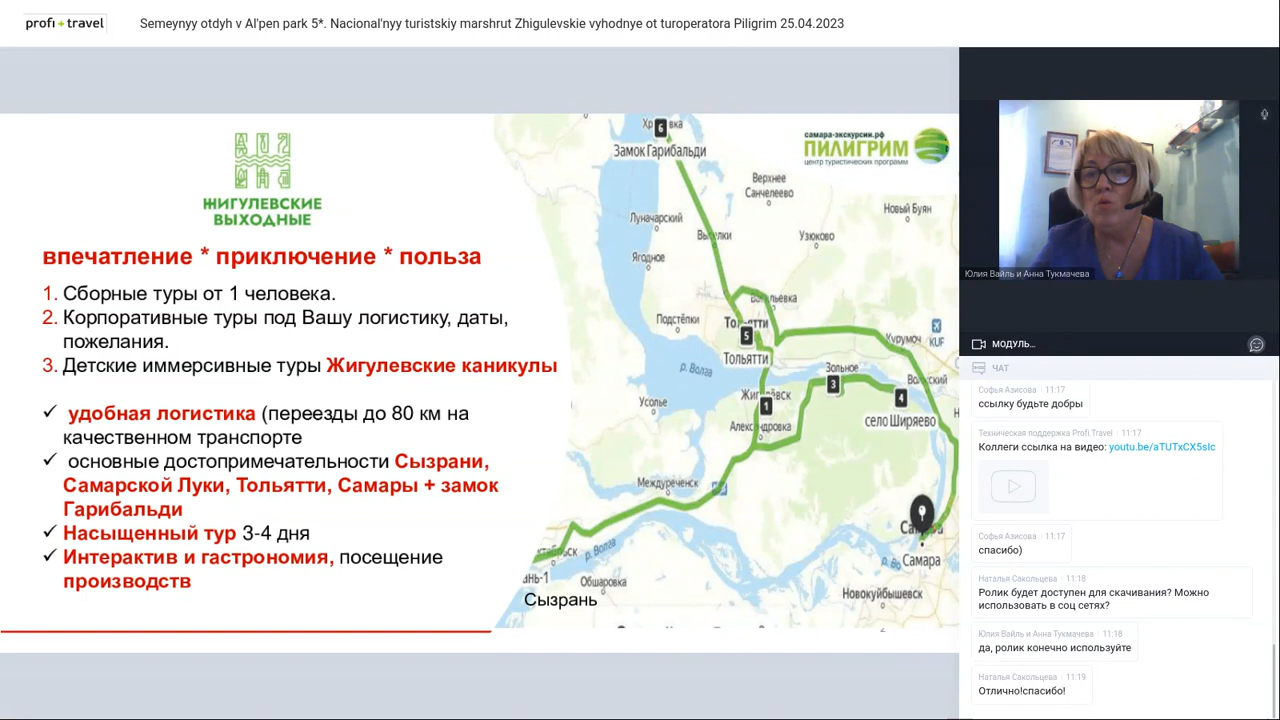 profi travel
Semeynyy otdyh v Al'pen park 5*. Nacional'nyy turistskiy marshrut Zhigulevskie vyhodnye ot turoperatora Piligrim 25.04.2023
ЖИГУЛЕВСКИЕ
ВЫХОДНЫЕ
впечатление * приключение * польза
1. Сборные туры от 1 человека.
2. Корпоративные туры под Вашу логистику, даты,
пожелания.
3. Детские иммерсивные туры Жигулевские каникулы
✓ удобная логистика (переезды до 80 км на
качественном транспорте
✓ основные достопримечательности Сызрани,
Самарской Луки, Тольятти, Самары + замок
Гарибальди
✓ Насыщенный тур 3-4 дня
✓ Интерактив и гастрономия, посещение
производств
6
Замок Гарибальди
самара-экскурсии.рф
ПИЛИГРИМ
центр туристических программ
Верхнее
Санчелеево
Новый Буян
Луначарский
Узюково
Ягодное
Подстёпки
5
Тольятти
KUF
р. Волга
Зольное
3
4
Усолье
1
село Ширяево
Междуреченск
Самара
р. Волга
Обшаровка
Новокуйбышевск
Сызрань
Юлия Вайль и Анна Тукмачева
МОДУЛЬ...
ЧАТ
Софья Азисова 11:17
ссылку будьте добры
Техническая поддержка Profi Travel 11:17
Коллеги ссылка на видео: youtu.be/aTUTxCX5sIc
Софья Азисова 11:17
спасибо)
Наталья Сакольцева 11:18
Ролик будет доступен для скачивания? Можно
использовать в соц сетях?
Юлия Вайль и Анна Тукмачева 11:18
да, ролик конечно используйте
Наталья Сакольцева 11:19
Отлично!спасибо!